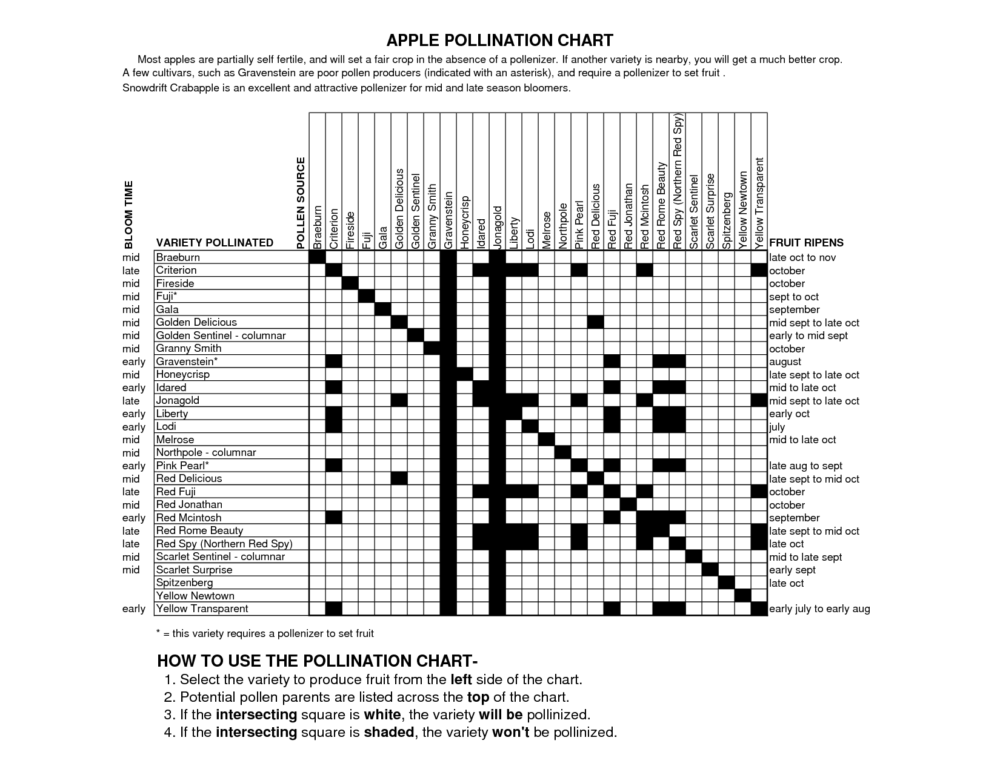 APPLE POLLINATION CHART
Most apples are partially self fertile, and will set a fair crop in the absence of a pollenizer. If another variety is nearby, you will get a much better crop.
A few cultivars, such as Gravenstein are poor pollen producers (indicated with an asterisk), and require a pollenizer to set fruit .
Snowdrift Crabapple is an excellent and attractive pollenizer for mid and late season bloomers.
BLOOM TIME
VARIETY POLLINATED
POLLEN SOURCE
Braeburn
Criterion
Fireside
Fuji
Gala
Golden Delicious
Golden Sentinel
Granny Smith
Gravenstein
Honeycrisp
Idared
Jonagold
Liberty
Lodi
Melrose
Northpole
Pink Pearl
Red Delicious
Red Fuji
Red Jonathan
Red Mcintosh
Red Rome Beauty
Red Spy (Northern Red Spy)
Scarlet Sentinel
Scarlet Surprise
Spitzenberg
Yellow Newtown
Yellow Transparent
FRUIT RIPENS
mid Braeburn late oct to nov
late Criterion october
mid Fireside october
mid Fuji* sept to oct
mid Gala september
mid Golden Delicious mid sept to late oct
mid Golden Sentinel - columnar early to mid sept
mid Granny Smith october
early Gravenstein* august
mid Honeycrisp late sept to late oct
early Idared mid to late oct
late Jonagold mid sept to late oct
early Liberty early oct
early Lodi july
mid Melrose mid to late oct
mid Northpole - columnar
early Pink Pearl* late aug to sept
mid Red Delicious late sept to mid oct
late Red Fuji october
mid Red Jonathan october
early Red Mcintosh september
late Red Rome Beauty late sept to mid oct
late Red Spy (Northern Red Spy) late oct
mid Scarlet Sentinel - columnar mid to late sept
mid Scarlet Surprise early sept
Spitzenberg late oct
Yellow Newtown
early Yellow Transparent early july to early aug
* = this variety requires a pollenizer to set fruit
HOW TO USE THE POLLINATION CHART-
1. Select the variety to produce fruit from the left side of the chart.
2. Potential pollen parents are listed across the top of the chart.
3. If the intersecting square is white, the variety will be pollinized.
4. If the intersecting square is shaded, the variety won't be pollinized.